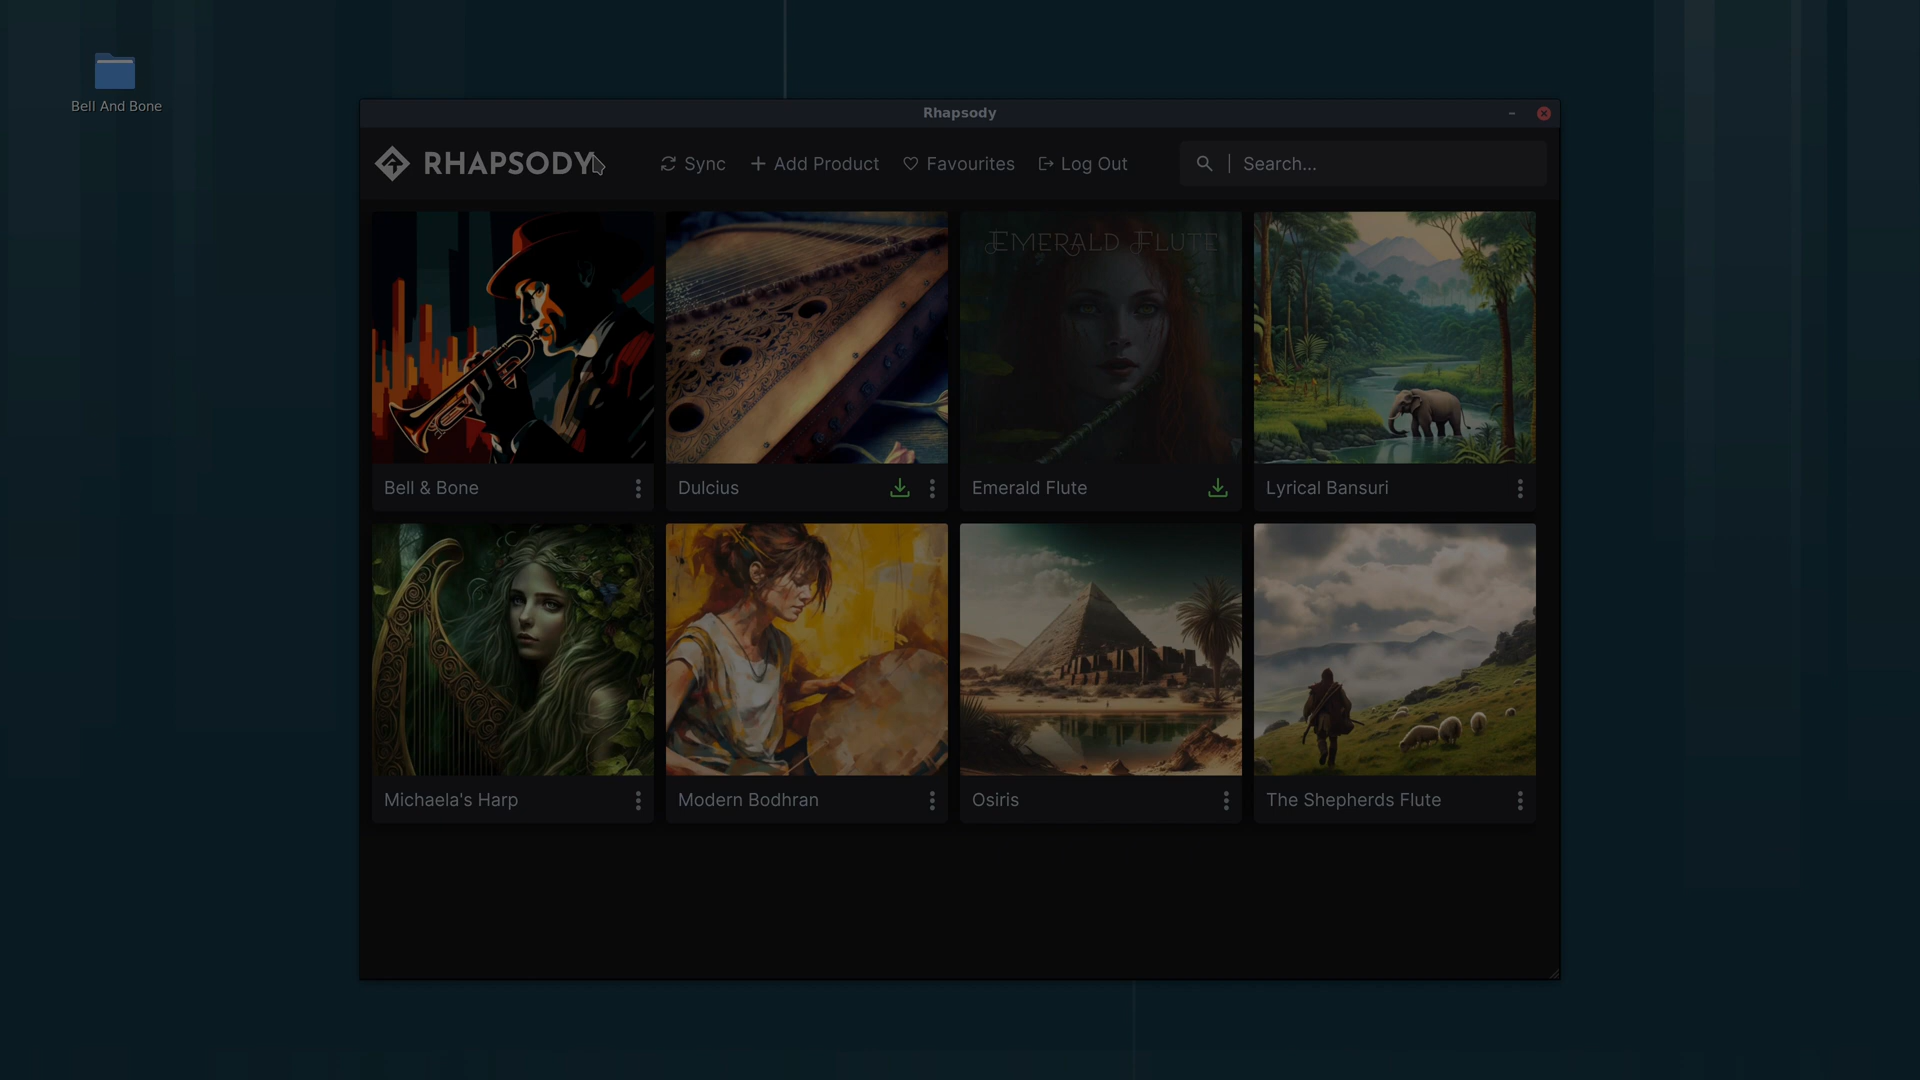 Bell And Bone
Rhapsody
RHAPSODY
Sync
Add Product
Favourites
Log Out
Search...
EMERALD FLUTE
Bell & Bone
Dulcius
Emerald Flute
Lyrical Bansuri
Michaela's Harp
Modern Bodhran
Osiris
The Shepherds Flute